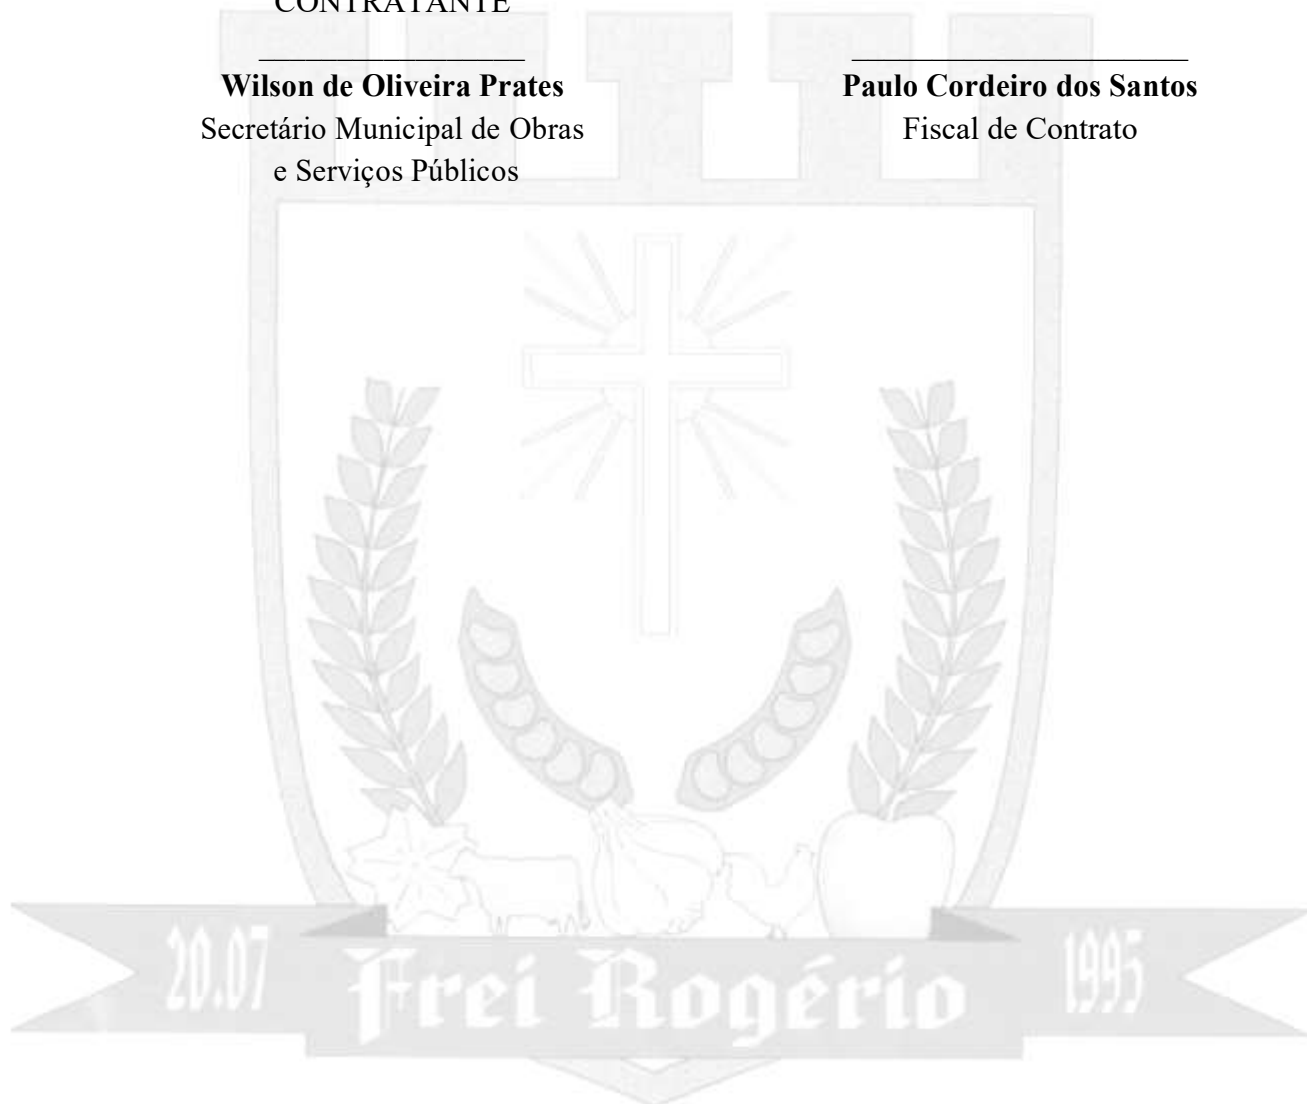 CONTRATANTE
Wilson de Oliveira Prates
Secretário Municipal de Obras
e Serviços Públicos
Paulo Cordeiro dos Santos
Fiscal de Contrato
20.07
Frei Rogério
1995